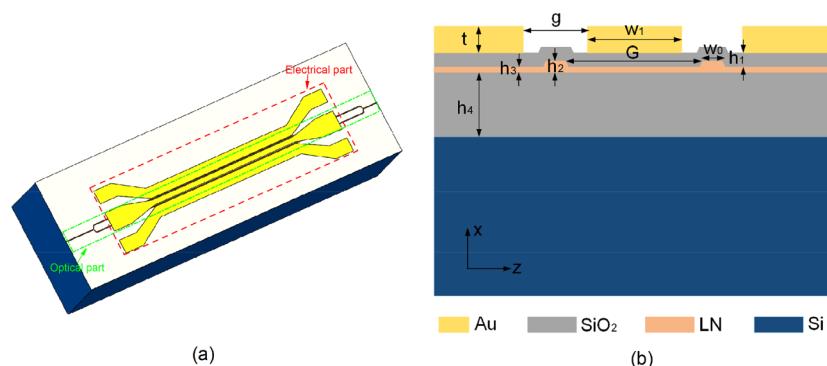 Electrical part
Optical part
(a)
g
t
w₁
w₀
h₃
h₂
G
h₁
h₄
x
z
Au
SiO₂
LN
Si
(b)